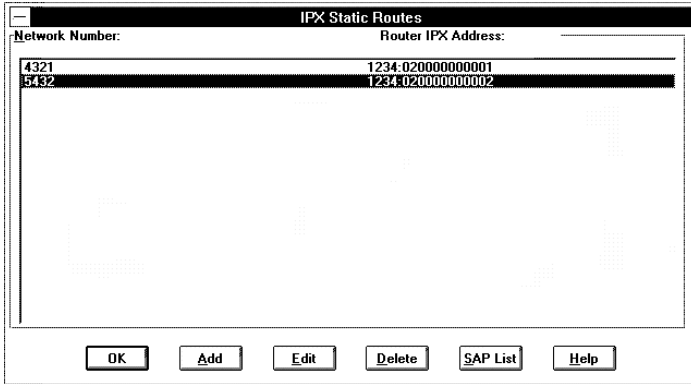 IPX Static Routes
Network Number: Router IPX Address:
4321 1234:020000000001
5432 1234:020000000002
OK Add Edit Delete SAP List Help